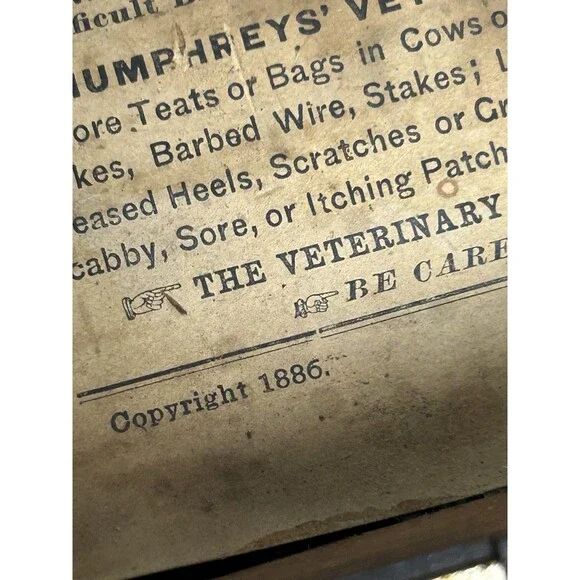 ficult
HUMPHREYS' VET
ore Teats or Bags in Cows o
kes, Barbed Wire, Stakes; L
eased Heels, Scratches or Gr
cabby, Sore, or Itching Patch
THE VETERINARY
BE CARE
Copyright 1886.